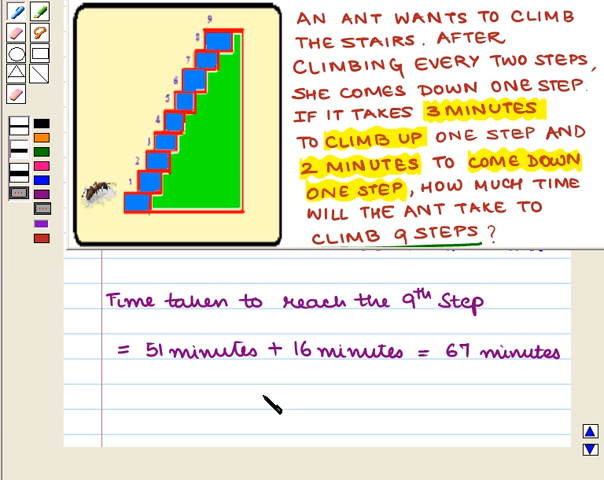 9
8
7
6
5
4
3
2
1
AN ANT WANTS TO CLIMB
THE STAIRS. AFTER
CLIMBING EVERY TWO STEPS,
SHE COMES DOWN ONE STEP.
IF IT TAKES 3 MINUTES
TO CLIMB UP ONE STEP AND
2 MINUTES TO COME DOWN
ONE STEP, HOW MUCH TIME
WILL THE ANT TAKE TO
CLIMB 9 STEPS?
Time taken to reach the 9th Step
= 51 minutes + 16 minutes = 67 minutes